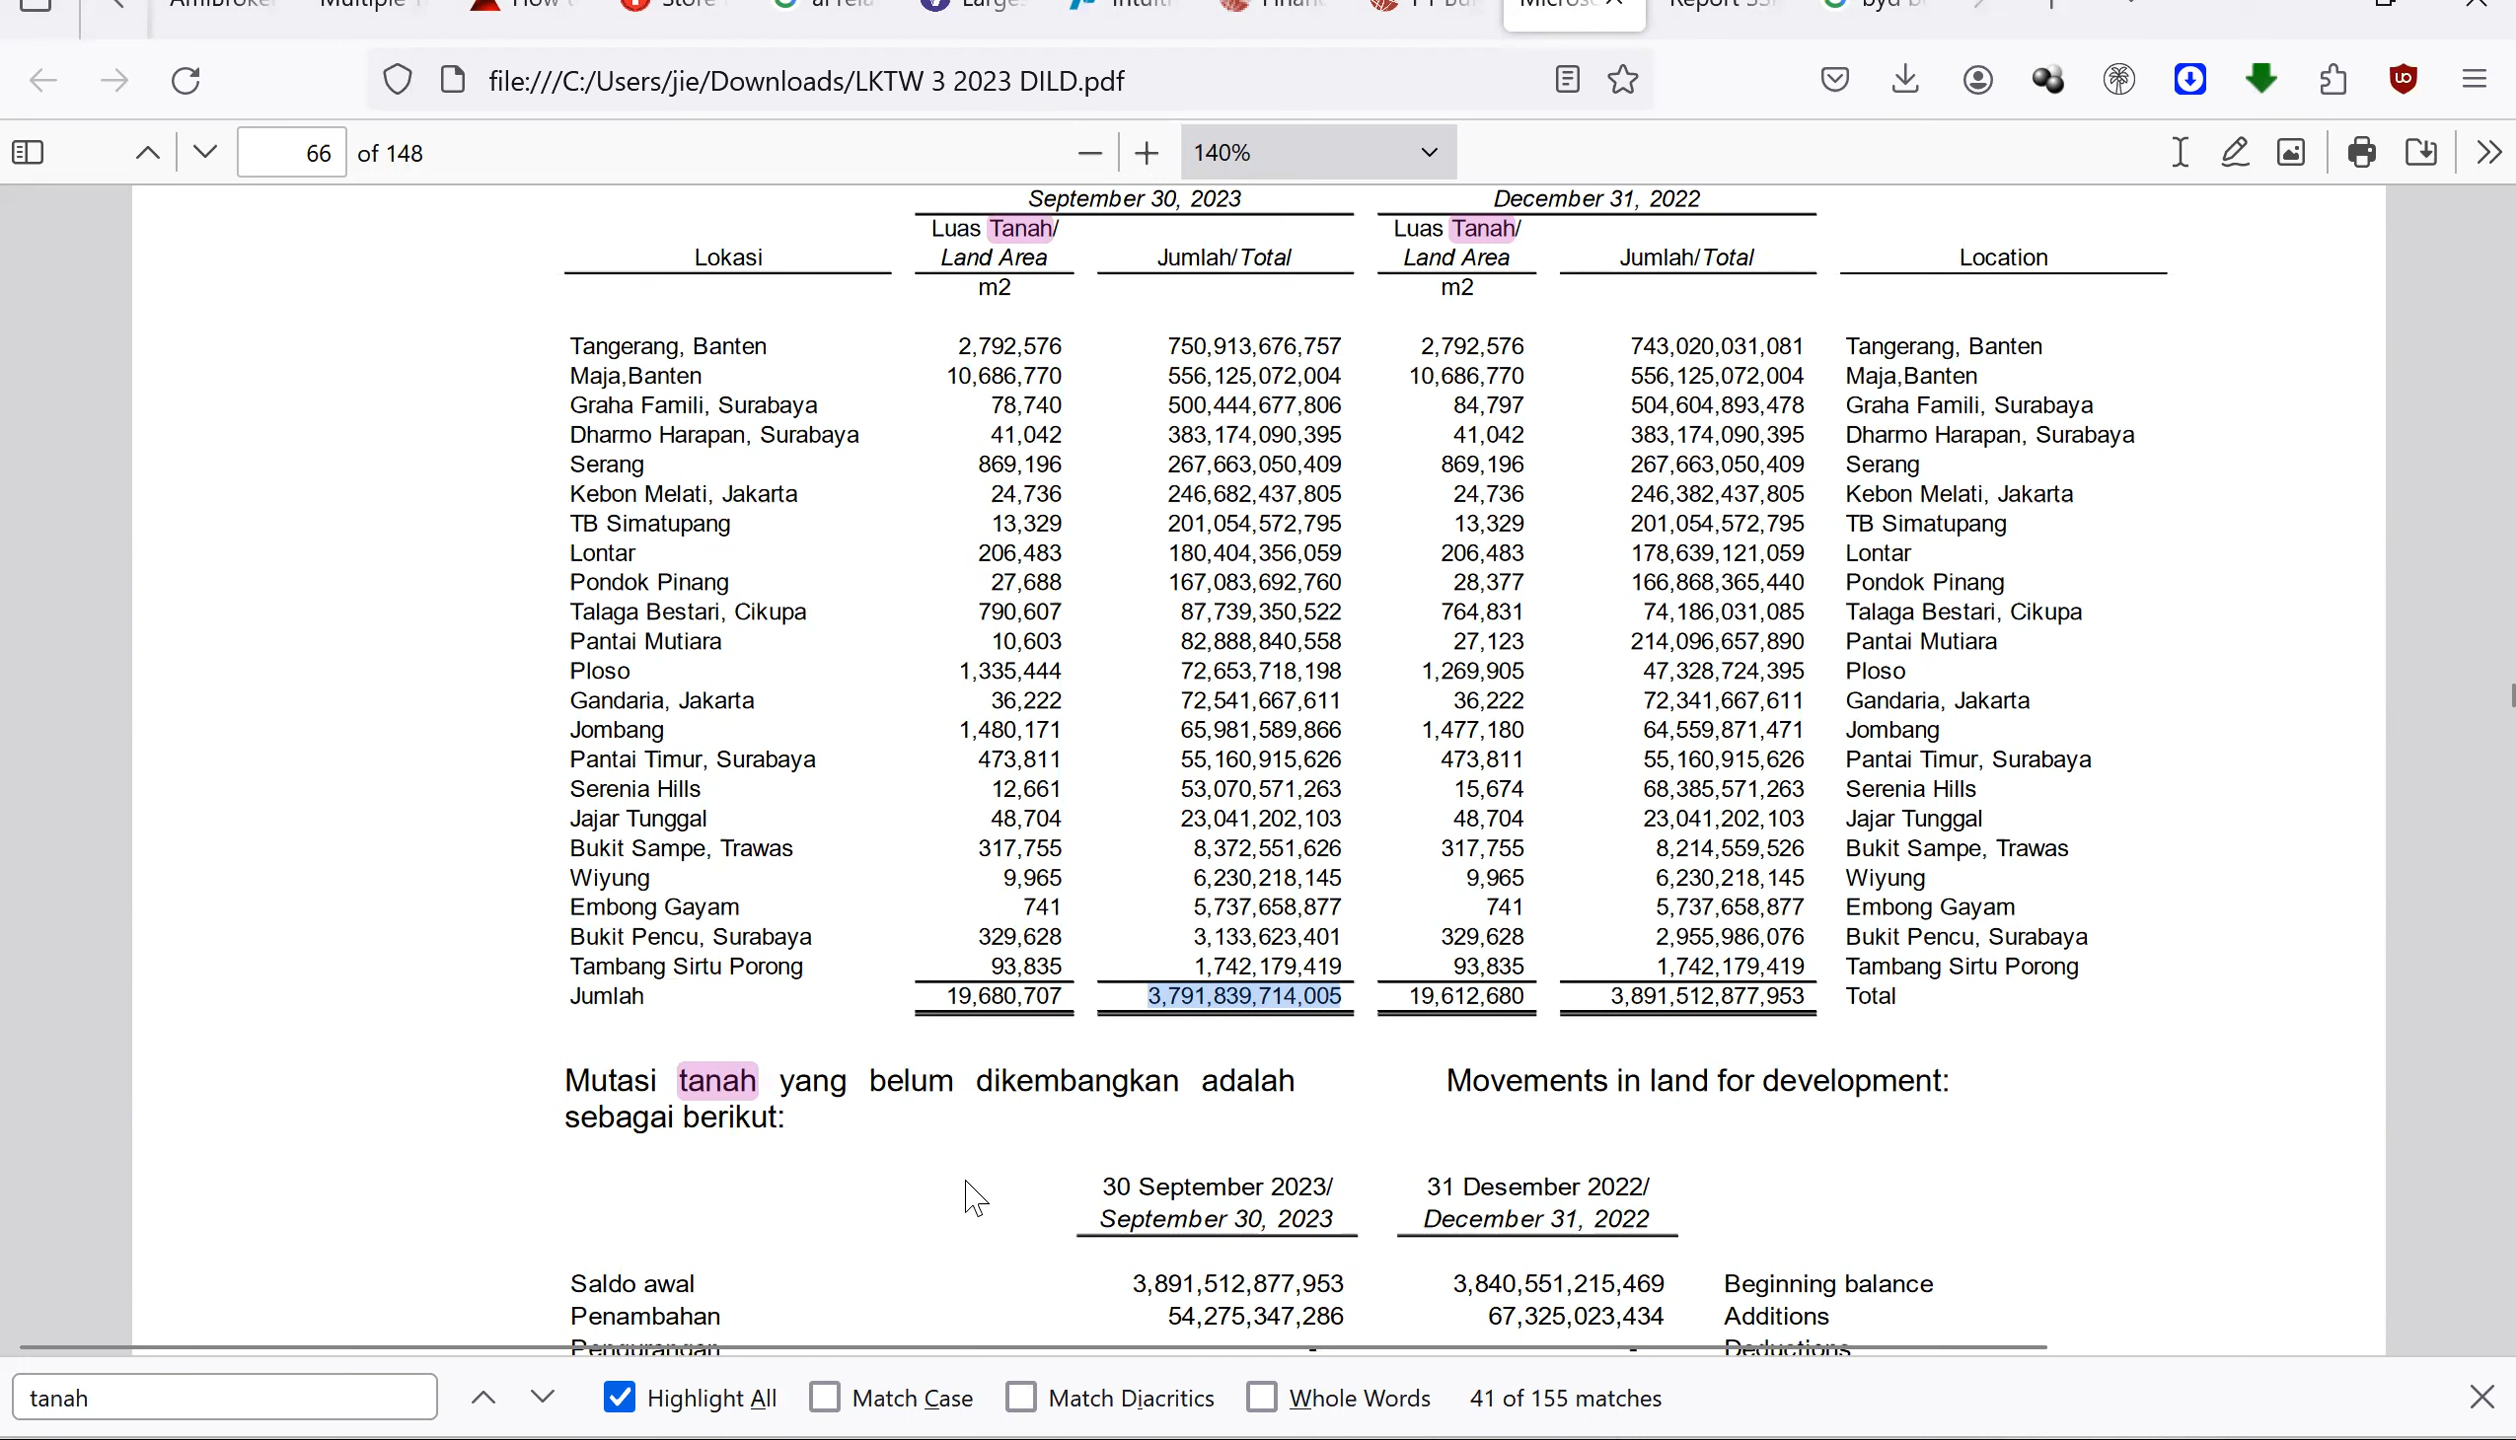 file:///C:/Users/jie/Downloads/LKTW 3 2023 DILD.pdf
66 of 148 140%
September 30, 2023 December 31, 2022
Luas Tanah/ Luas Tanah/
Lokasi Land Area Jumlah/Total Land Area Jumlah/Total Location
m2 m2
Tangerang, Banten 2,792,576 750,913,676,757 2,792,576 743,020,031,081 Tangerang, Banten
Maja,Banten 10,686,770 556,125,072,004 10,686,770 556,125,072,004 Maja,Banten
Graha Famili, Surabaya 78,740 500,444,677,806 84,797 504,604,893,478 Graha Famili, Surabaya
Dharmo Harapan, Surabaya 41,042 383,174,090,395 41,042 383,174,090,395 Dharmo Harapan, Surabaya
Serang 869,196 267,663,050,409 869,196 267,663,050,409 Serang
Kebon Melati, Jakarta 24,736 246,682,437,805 24,736 246,382,437,805 Kebon Melati, Jakarta
TB Simatupang 13,329 201,054,572,795 13,329 201,054,572,795 TB Simatupang
Lontar 206,483 180,404,356,059 206,483 178,639,121,059 Lontar
Pondok Pinang 27,688 167,083,692,760 28,377 166,868,365,440 Pondok Pinang
Talaga Bestari, Cikupa 790,607 87,739,350,522 764,831 74,186,031,085 Talaga Bestari, Cikupa
Pantai Mutiara 10,603 82,888,840,558 27,123 214,096,657,890 Pantai Mutiara
Ploso 1,335,444 72,653,718,198 1,269,905 47,328,724,395 Ploso
Gandaria, Jakarta 36,222 72,541,667,611 36,222 72,341,667,611 Gandaria, Jakarta
Jombang 1,480,171 65,981,589,866 1,477,180 64,559,871,471 Jombang
Pantai Timur, Surabaya 473,811 55,160,915,626 473,811 55,160,915,626 Pantai Timur, Surabaya
Serenia Hills 12,661 53,070,571,263 15,674 68,385,571,263 Serenia Hills
Jajar Tunggal 48,704 23,041,202,103 48,704 23,041,202,103 Jajar Tunggal
Bukit Sampe, Trawas 317,755 8,372,551,626 317,755 8,214,559,526 Bukit Sampe, Trawas
Wiyung 9,965 6,230,218,145 9,965 6,230,218,145 Wiyung
Embong Gayam 741 5,737,658,877 741 5,737,658,877 Embong Gayam
Bukit Pencu, Surabaya 329,628 3,133,623,401 329,628 2,955,986,076 Bukit Pencu, Surabaya
Tambang Sirtu Porong 93,835 1,742,179,419 93,835 1,742,179,419 Tambang Sirtu Porong
Jumlah 19,680,707 3,791,839,714,005 19,612,680 3,891,512,877,953 Total
Mutasi tanah yang belum dikembangkan adalah Movements in land for development:
sebagai berikut:
30 September 2023/ 31 Desember 2022/
September 30, 2023 December 31, 2022
Saldo awal 3,891,512,877,953 3,840,551,215,469 Beginning balance
Penambahan 54,275,347,286 67,325,023,434 Additions
Pengurangan - - Deductions
tanah Highlight All Match Case Match Diacritics Whole Words 41 of 155 matches